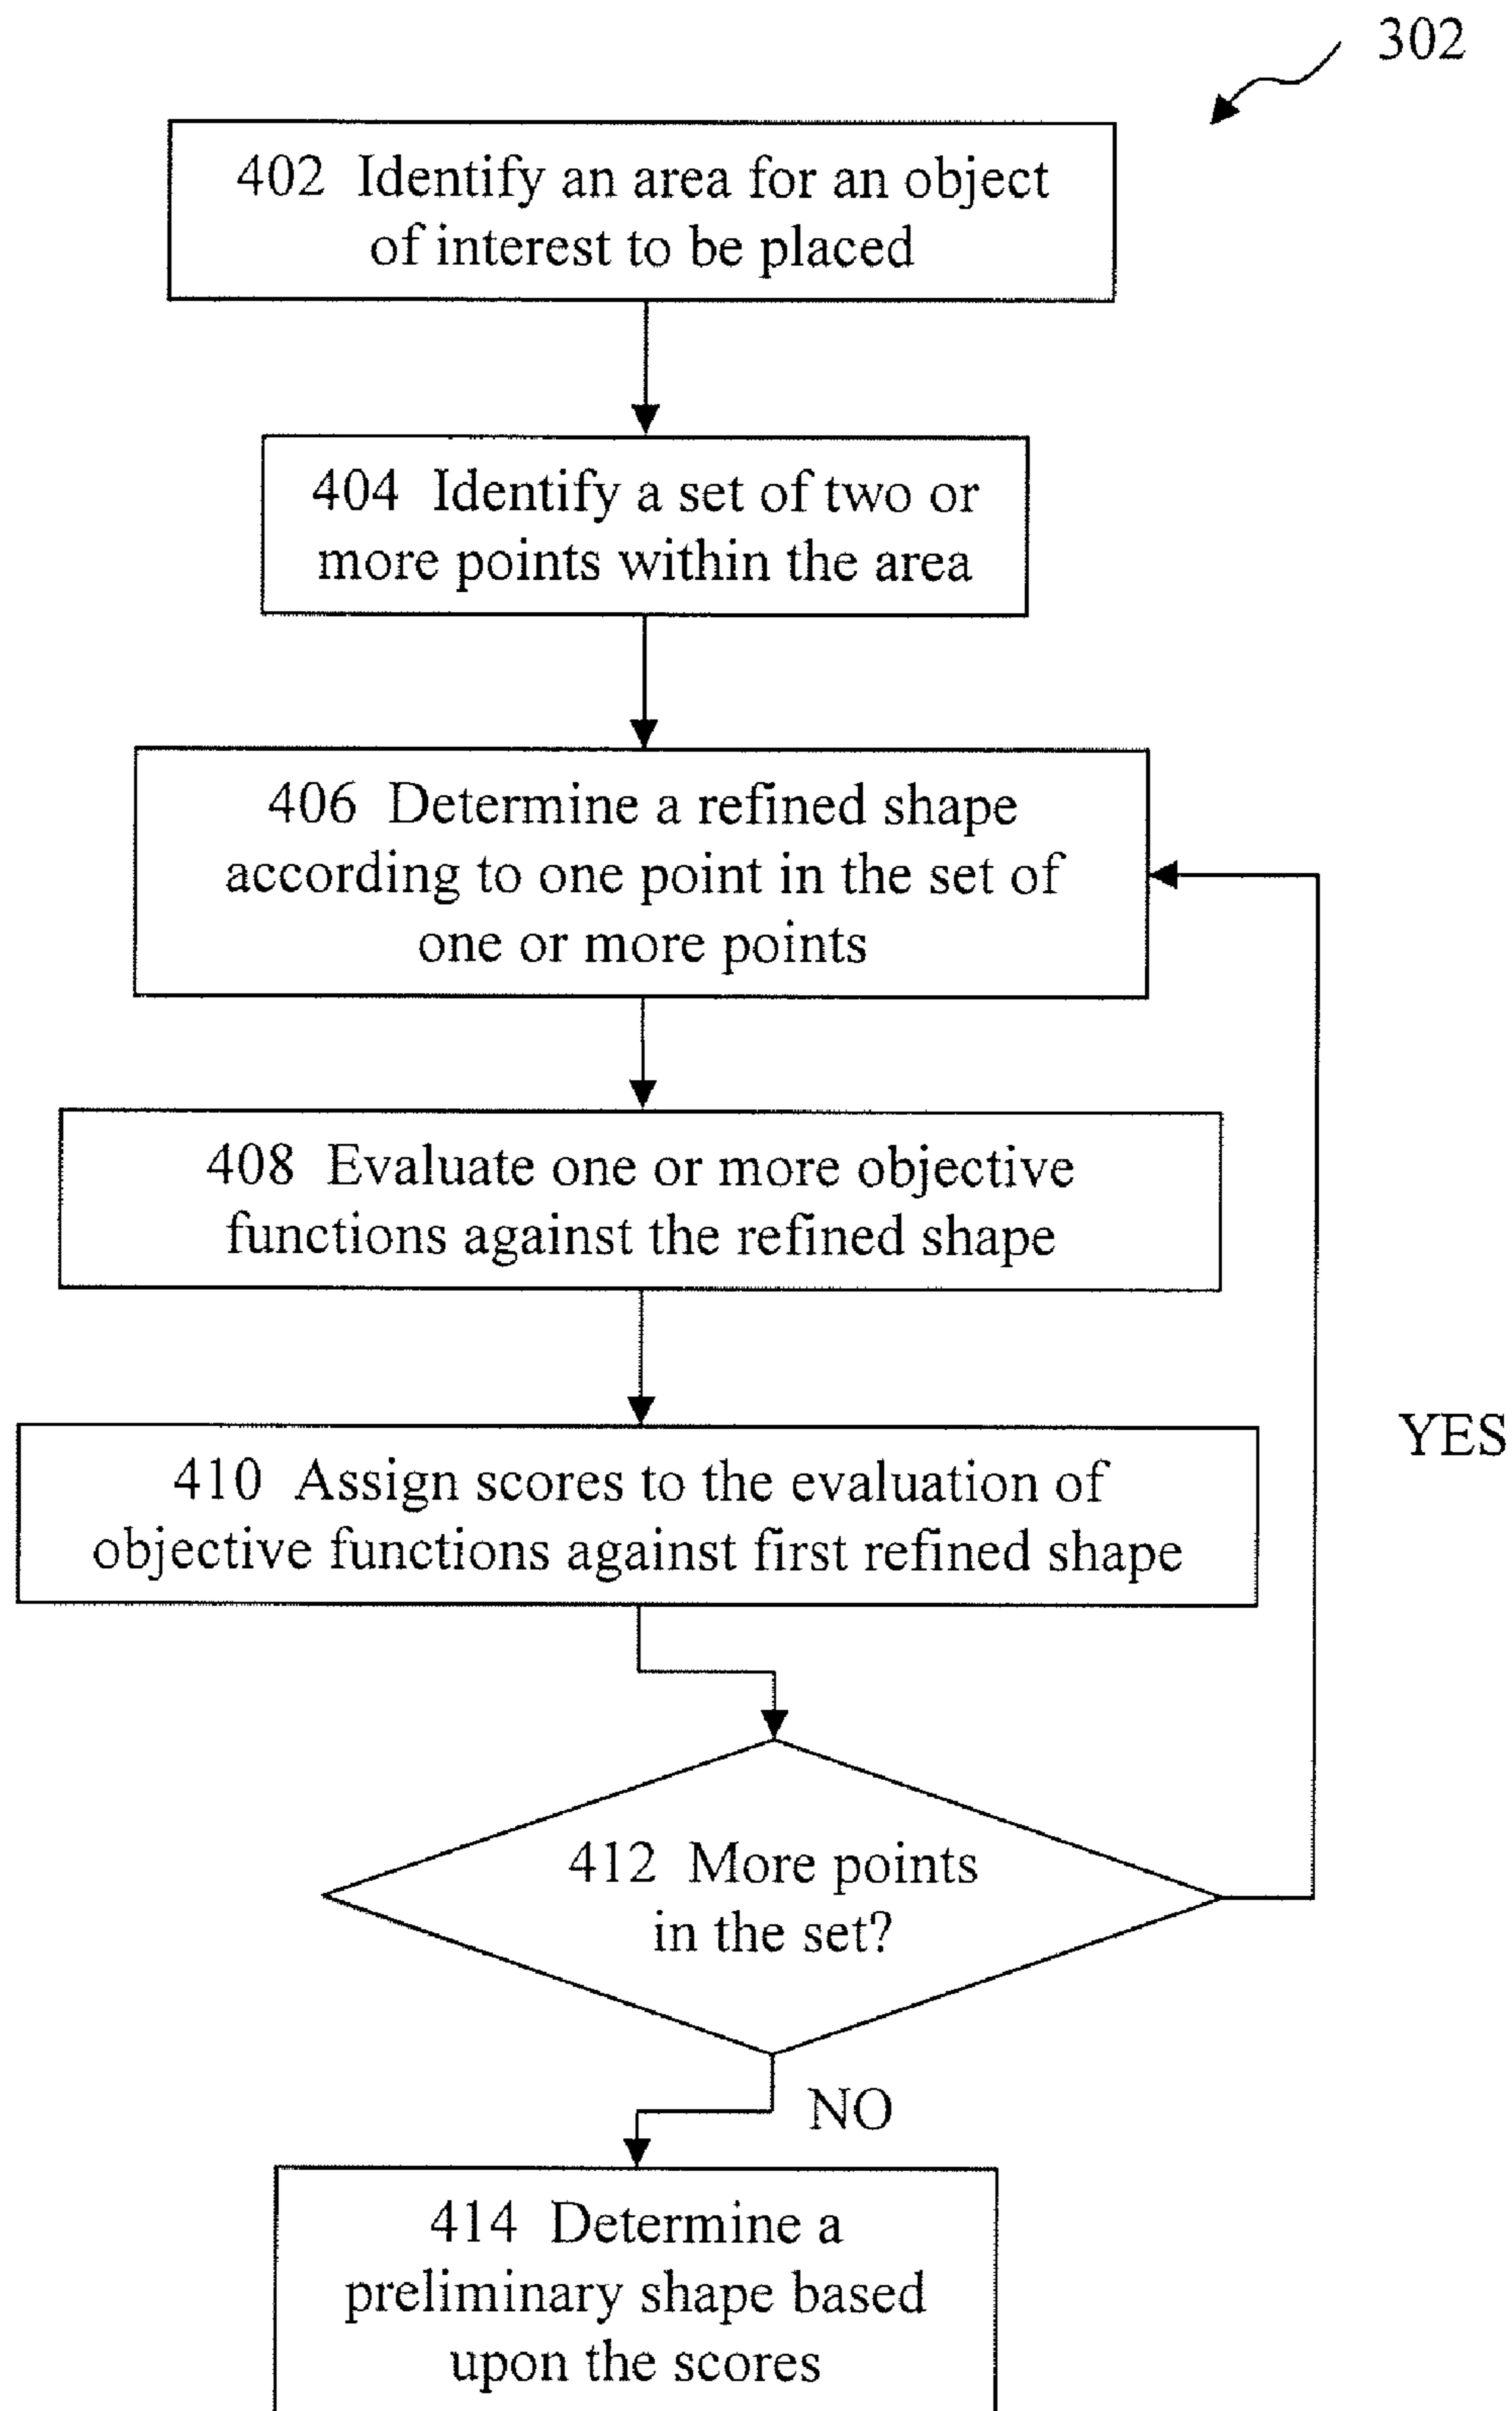 302
402 Identify an area for an object
of interest to be placed
404 Identify a set of two or
more points within the area
406 Determine a refined shape
according to one point in the set of
one or more points
408 Evaluate one or more objective
functions against the refined shape
410 Assign scores to the evaluation of
objective functions against first refined shape
YES
412 More points
in the set?
NO
414 Determine a
preliminary shape based
upon the scores